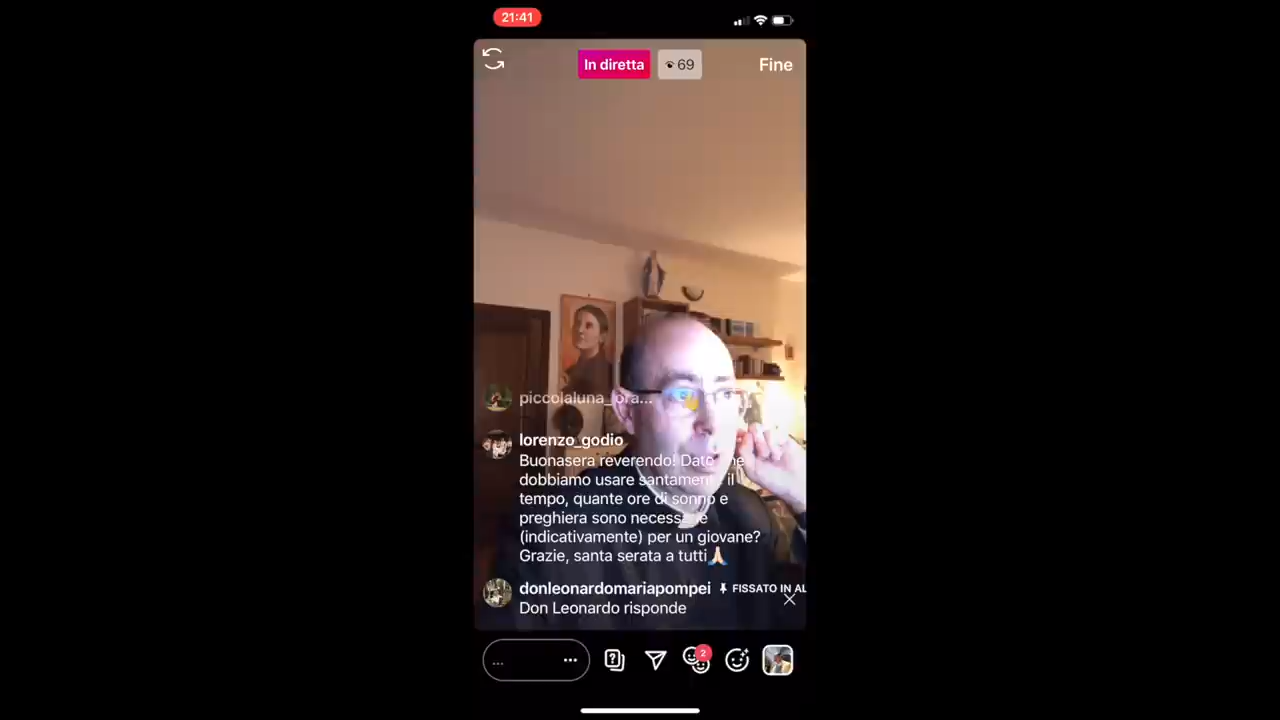 21:41
In diretta
69
Fine
piccolaluna_ora...
lorenzo_godio
Buonasera reverendo! Dato che
dobbiamo usare santamente il
tempo, quante ore di sonno e
preghiera sono necessarie
(indicativamente) per un giovane?
Grazie, santa serata a tutti🙏🏻
donleonardomariapompei FISSATO IN AL
Don Leonardo risponde
...
2